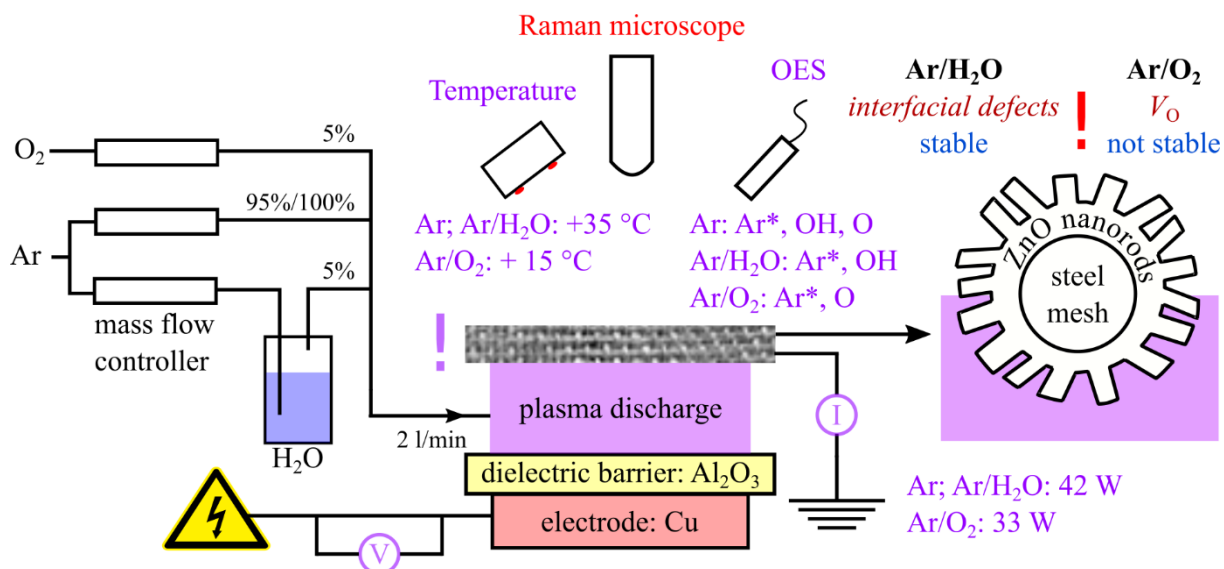 Raman microscope
Temperature
OES
Ar/H₂O
interfacial defects
stable
!
Ar/O₂
V_O
not stable
O₂
5%
95%/100%
Ar
5%
mass flow
controller
H₂O
2 l/min
Ar; Ar/H₂O: +35 °C
Ar/O₂: + 15 °C
Ar: Ar*, OH, O
Ar/H₂O: Ar*, OH
Ar/O₂: Ar*, O
!
ZnO nanorods
steel
mesh
plasma discharge
I
dielectric barrier: Al₂O₃
electrode: Cu
V
Ar; Ar/H₂O: 42 W
Ar/O₂: 33 W